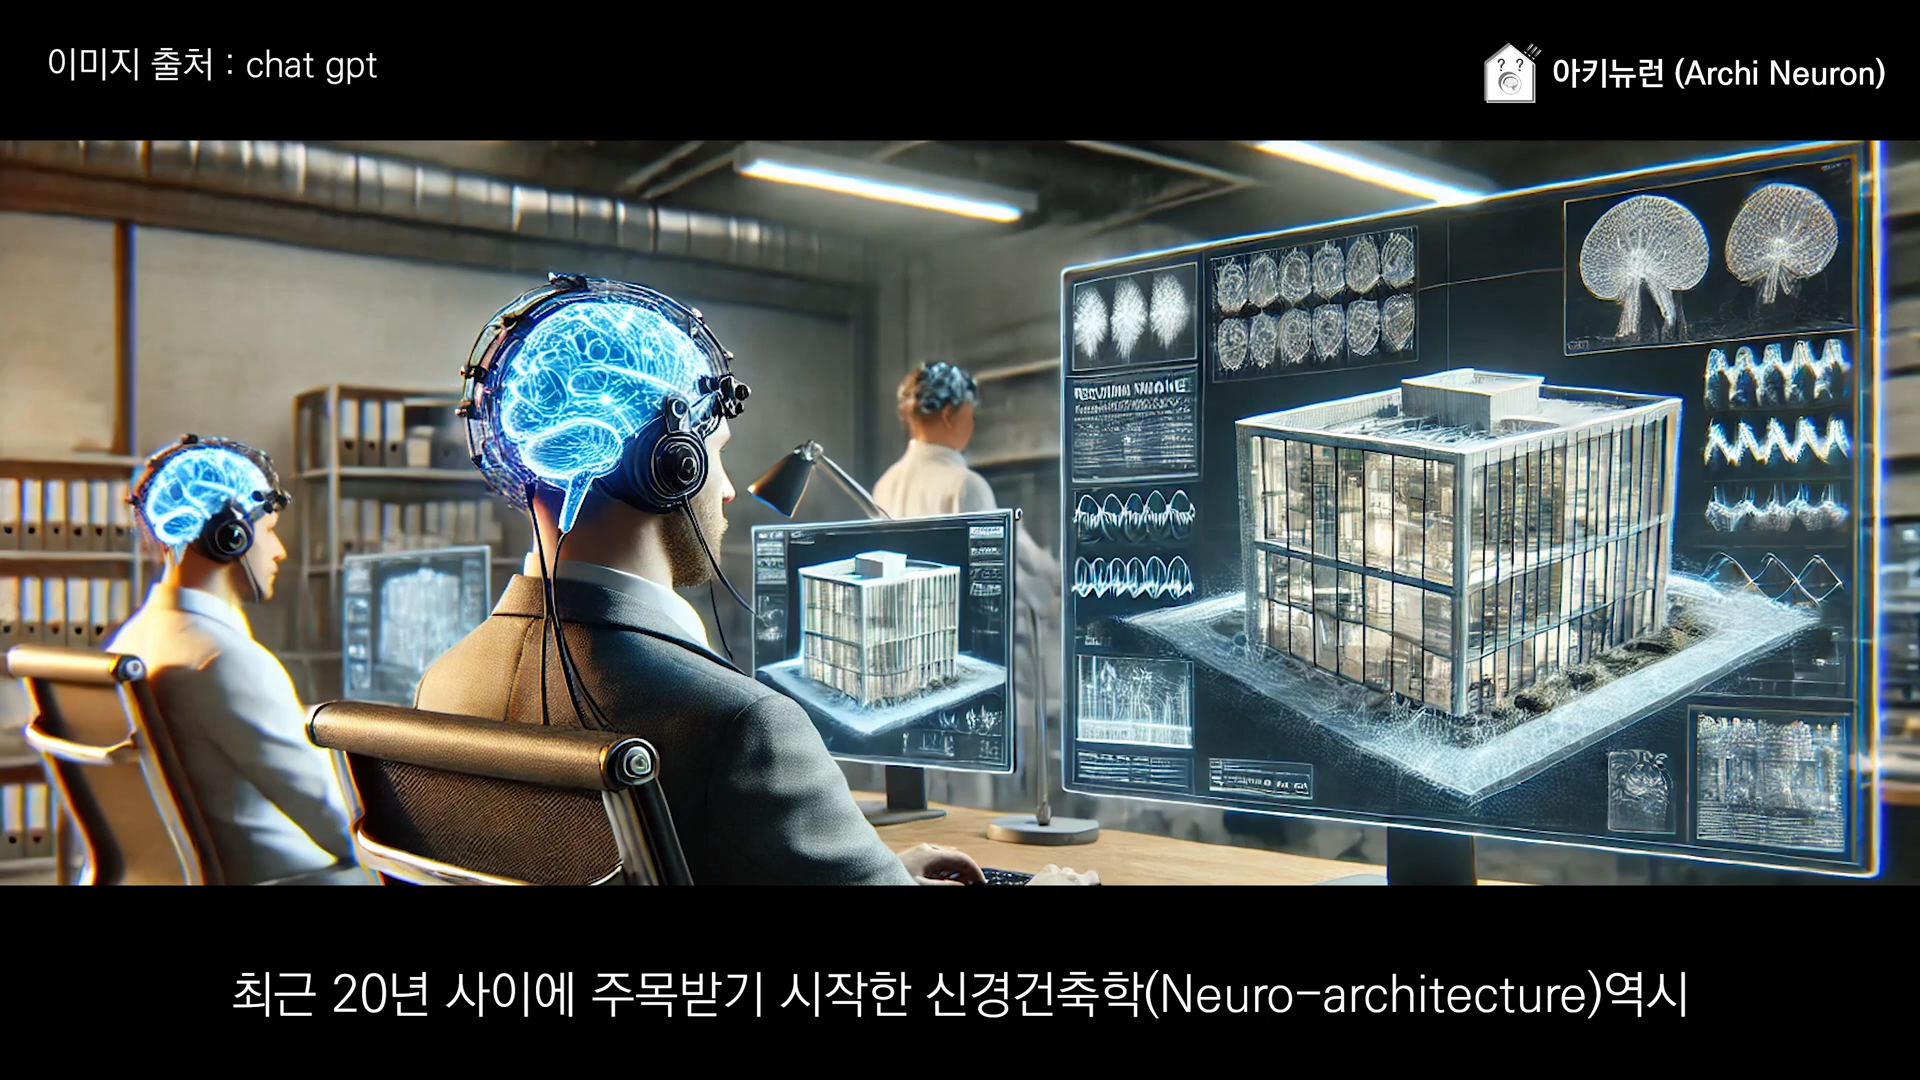 이미지 출처 : chat gpt
아키뉴런 (Archi Neuron)
최근 20년 사이에 주목받기 시작한 신경건축학(Neuro-architecture)역시